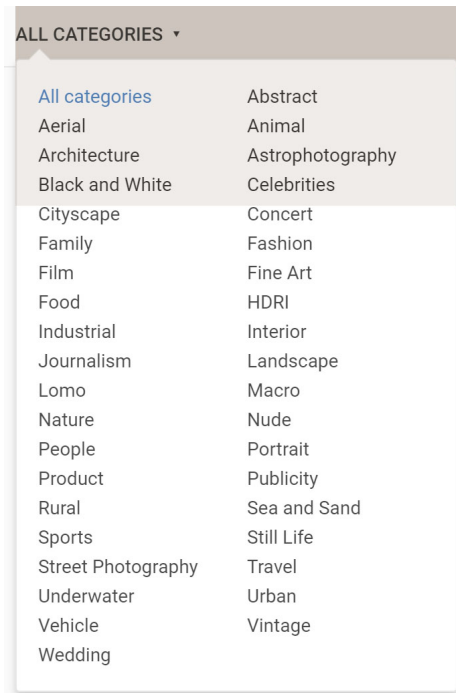 ALL CATEGORIES ▾
All categories Abstract
Aerial Animal
Architecture Astrophotography
Black and White Celebrities
Cityscape Concert
Family Fashion
Film Fine Art
Food HDRI
Industrial Interior
Journalism Landscape
Lomo Macro
Nature Nude
People Portrait
Product Publicity
Rural Sea and Sand
Sports Still Life
Street Photography Travel
Underwater Urban
Vehicle Vintage
Wedding